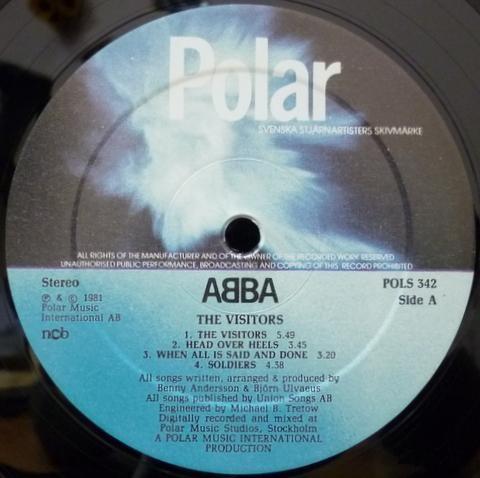 Polar
SVENSKA STJÄRNARTISTERS SKIVMÄRKE
ALL RIGHTS OF THE MANUFACTURER AND OF THE OWNER OF THE RECORDED WORK RESERVED
UNAUTHORISED PUBLIC PERFORMANCE, BROADCASTING AND COPYING OF THIS RECORD PROHIBITED
Stereo
ABBA
POLS 342
Side A
℗ & © 1981
Polar Music
International AB
ncb
THE VISITORS
1. THE VISITORS 5.49
2. HEAD OVER HEELS 3.45
3. WHEN ALL IS SAID AND DONE 3.20
4. SOLDIERS 4.38
All songs written, arranged & produced by
Benny Andersson & Björn Ulvaeus
All songs published by Union Songs AB
Engineered by Michael B. Tretow
Digitally recorded and mixed at
Polar Music Studios, Stockholm
A POLAR MUSIC INTERNATIONAL
PRODUCTION